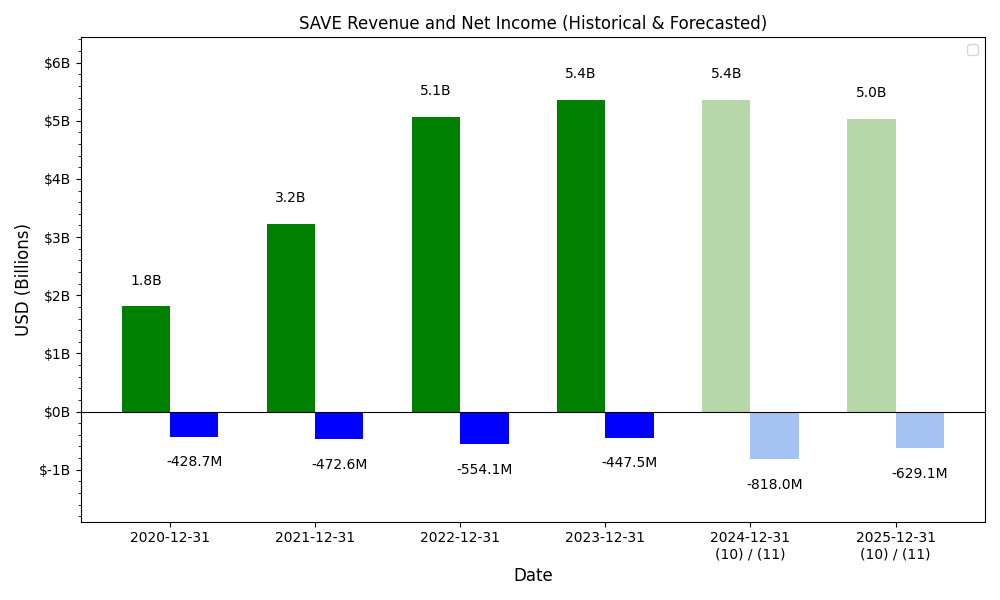 SAVE Revenue and Net Income (Historical & Forecasted)
USD (Billions)
$6B
$5B
$4B
$3B
$2B
$1B
$0B
$-1B
1.8B
3.2B
5.1B
5.4B
5.4B
5.0B
-428.7M
-472.6M
-554.1M
-447.5M
-818.0M
-629.1M
2020-12-31
2021-12-31
2022-12-31
2023-12-31
2024-12-31
(10) / (11)
2025-12-31
(10) / (11)
Date